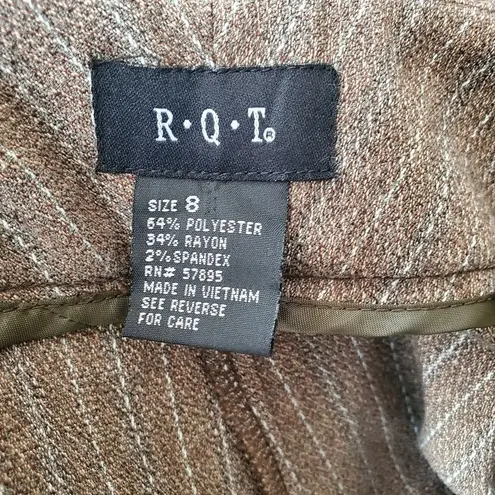 R•Q•T®
SIZE 8
64% POLYESTER
34% RAYON
2% SPANDEX
RN# 57895
MADE IN VIETNAM
SEE REVERSE
FOR CARE